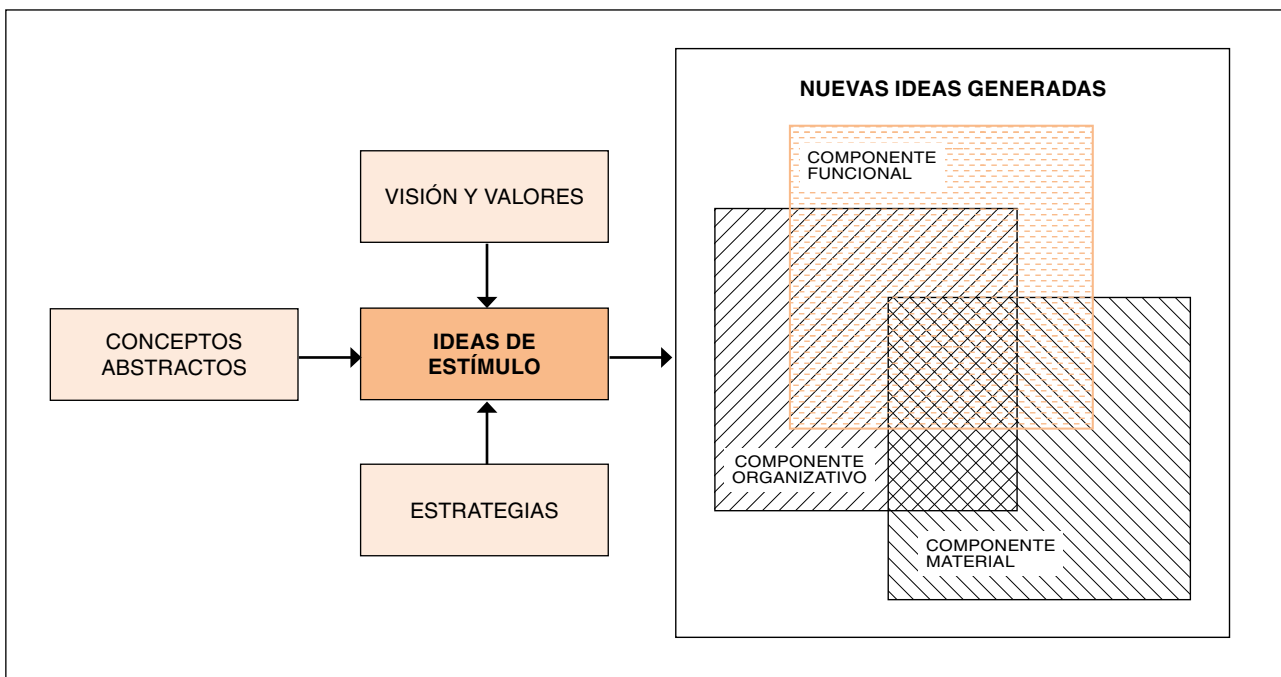 NUEVAS IDEAS GENERADAS
COMPONENTE
FUNCIONAL
VISIÓN Y VALORES
CONCEPTOS
ABSTRACTOS
IDEAS DE
ESTÍMULO
COMPONENTE
ORGANIZATIVO
ESTRATEGIAS
COMPONENTE
MATERIAL